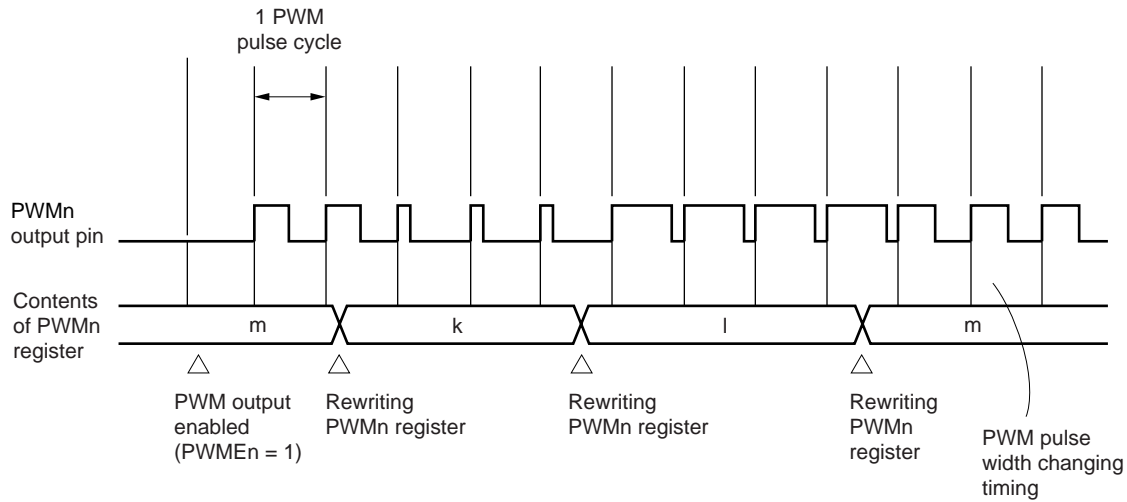 1 PWM
pulse cycle
PWMn
output pin
Contents
of PWMn
register
m
k
l
m
PWM output
enabled
(PWMEn = 1)
Rewriting
PWMn register
Rewriting
PWMn register
Rewriting
PWMn
register
PWM pulse
width changing
timing